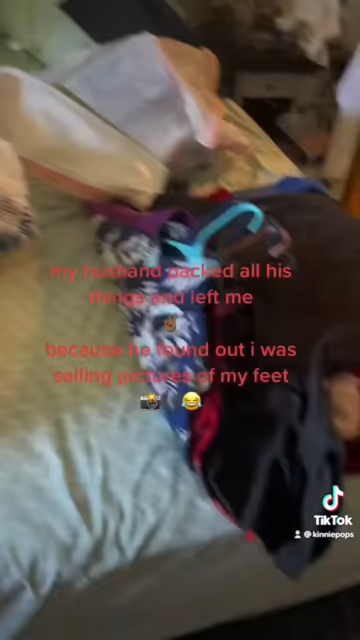 my husband packed all his
things and left me
because he found out i was
selling pictures of my feet
TikTok
@kinniepops